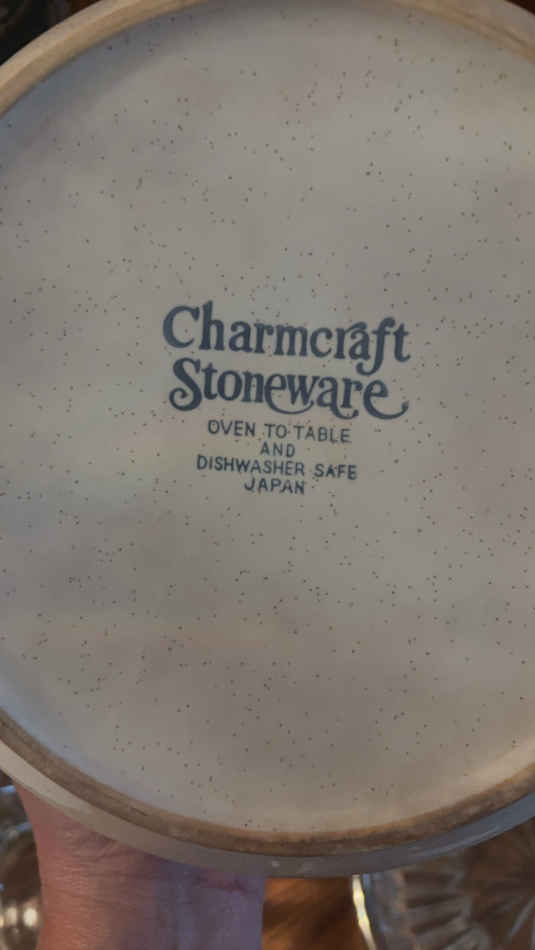 Charmcraft
Stoneware
OVEN TO TABLE
AND
DISHWASHER SAFE
JAPAN